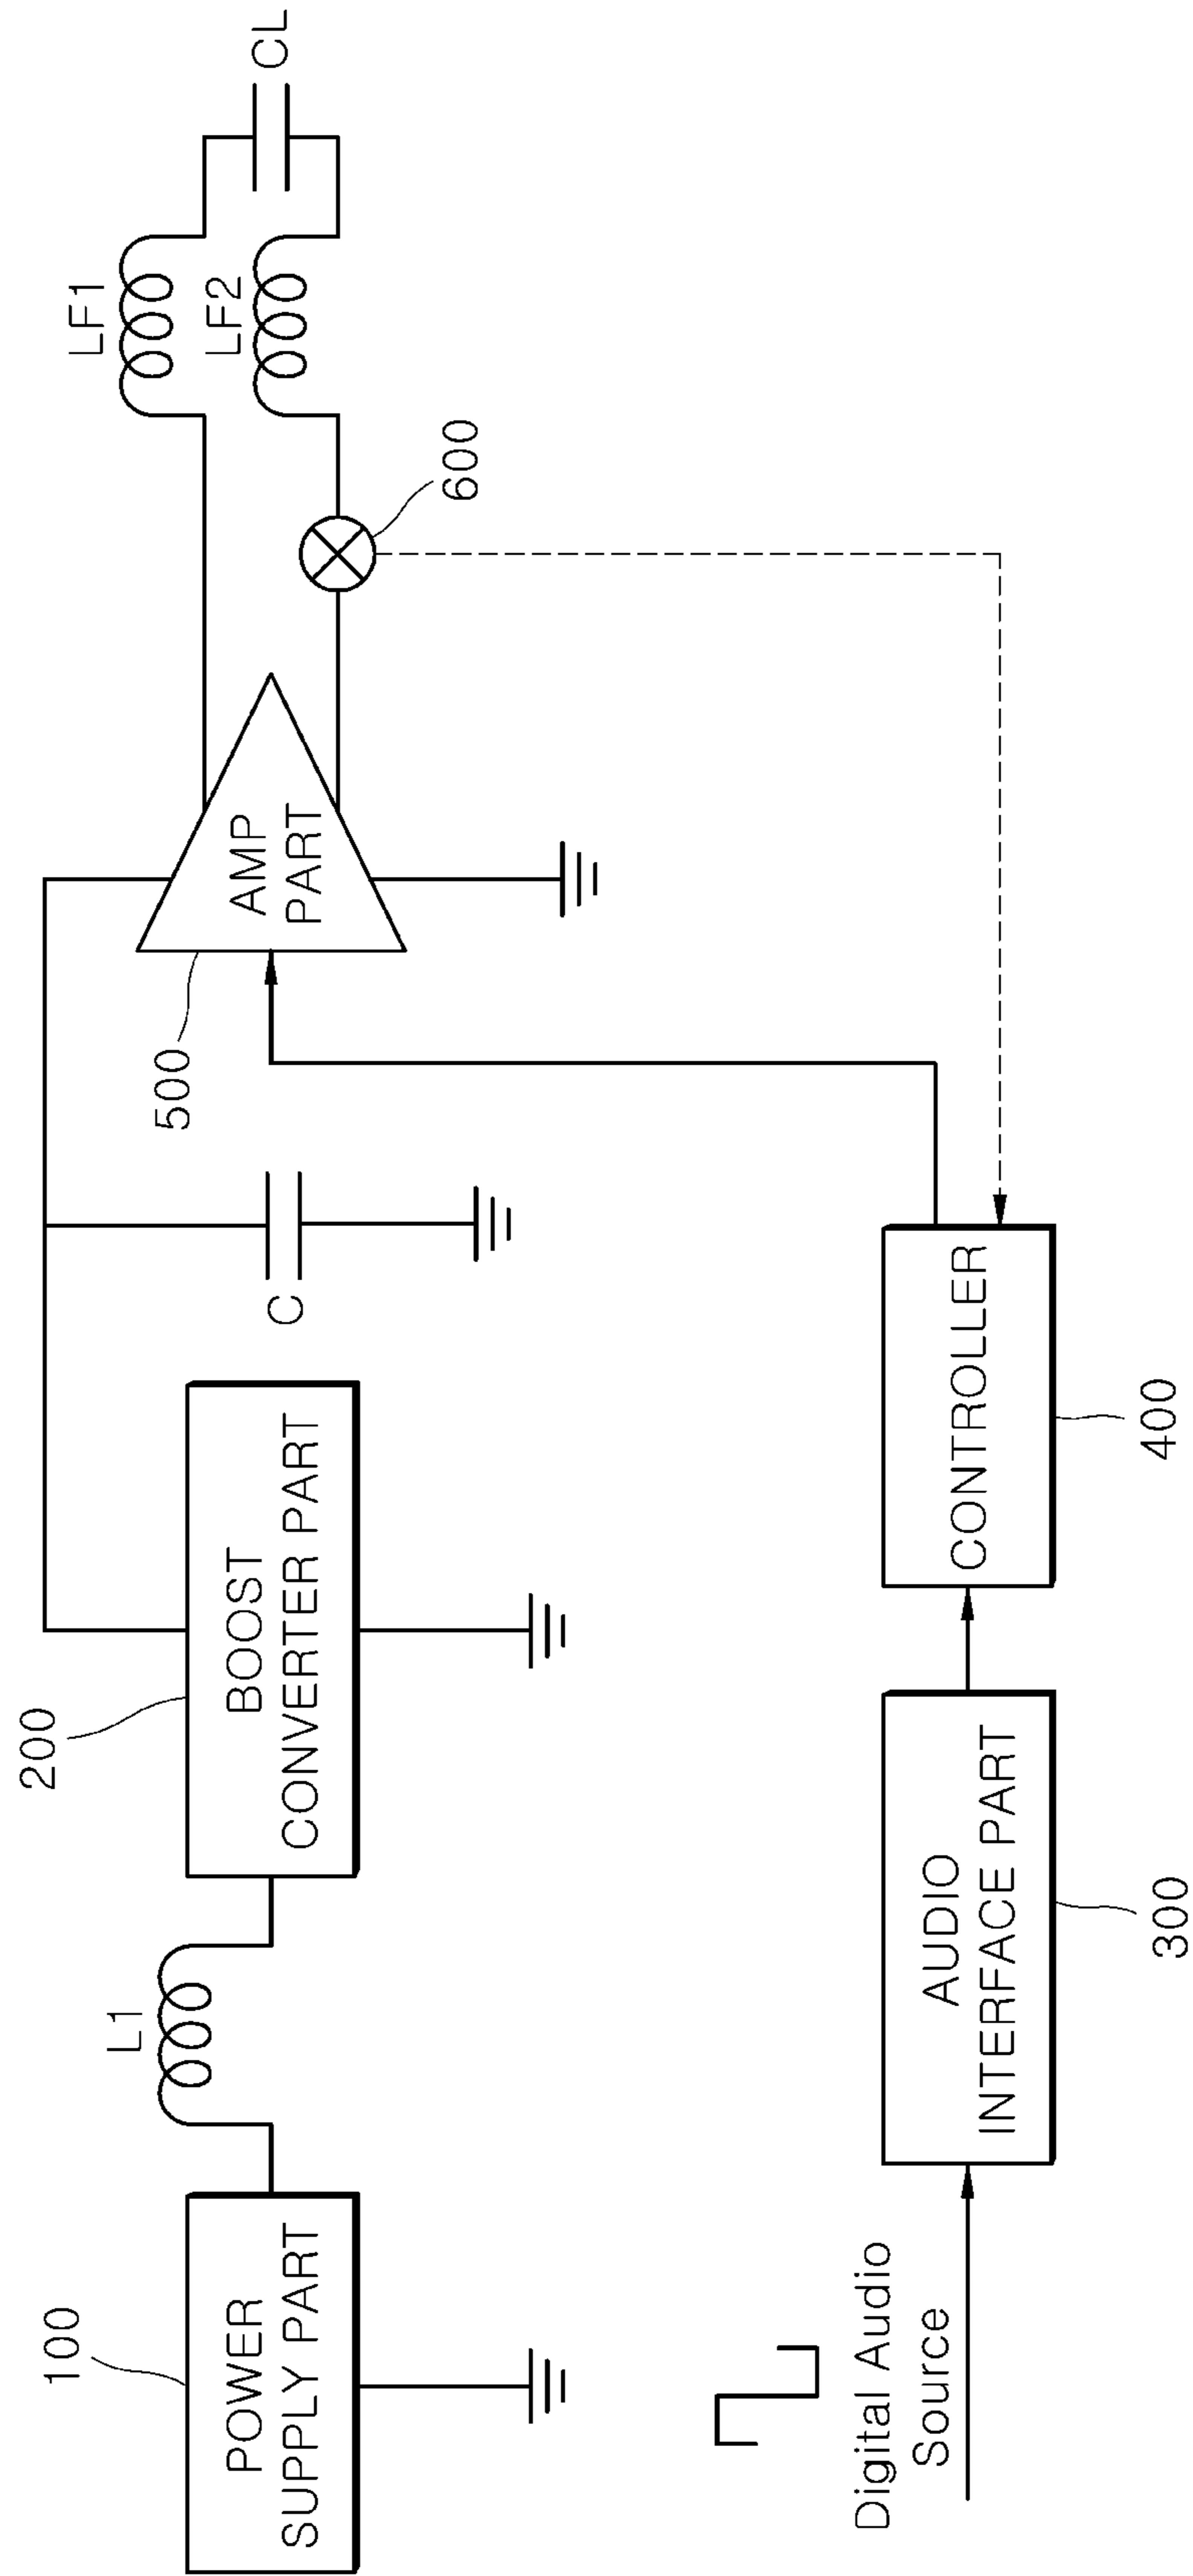 100
POWER
SUPPLY PART
L1
200
BOOST
CONVERTER PART
C
500
AMP
PART
LF1
LF2
CL
600
Digital Audio
Source
AUDIO
INTERFACE PART
300
CONTROLLER
400